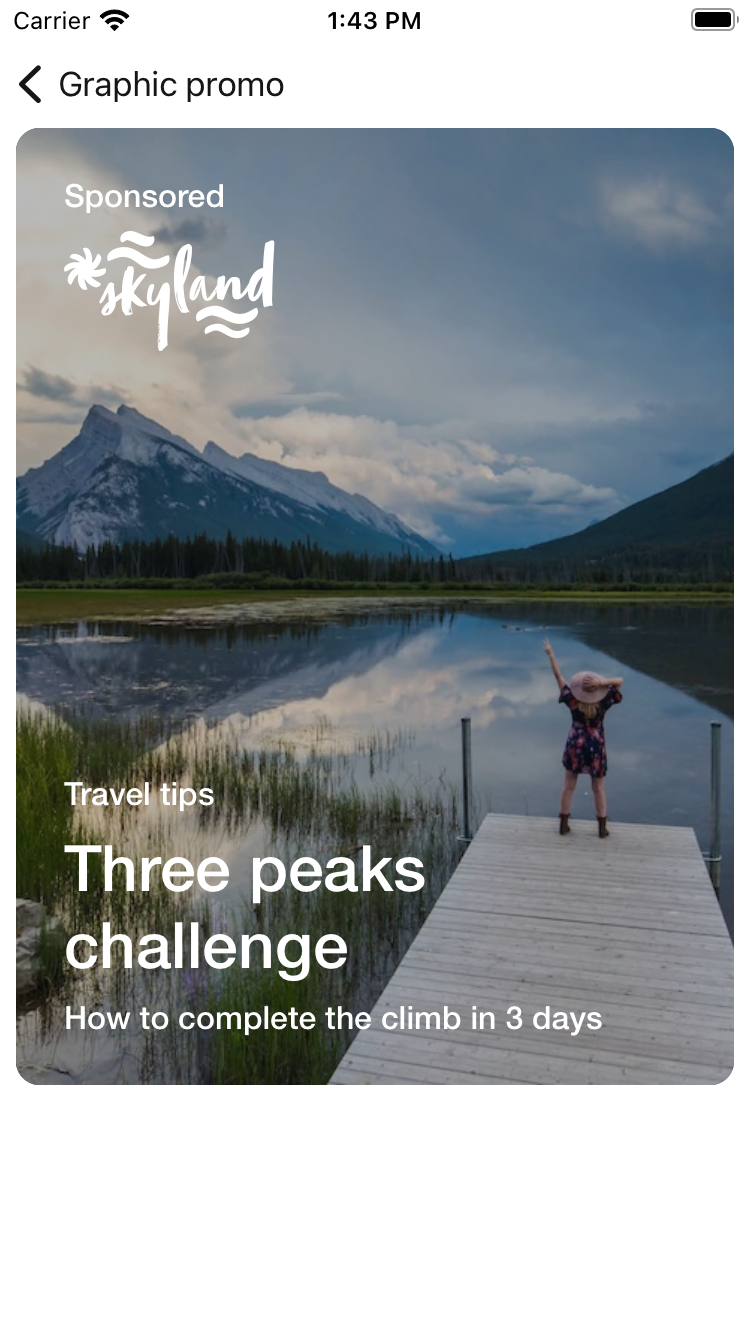 Carrier
1:43 PM
Graphic promo
Sponsored
skyland
Travel tips
Three peaks
challenge
How to complete the climb in 3 days